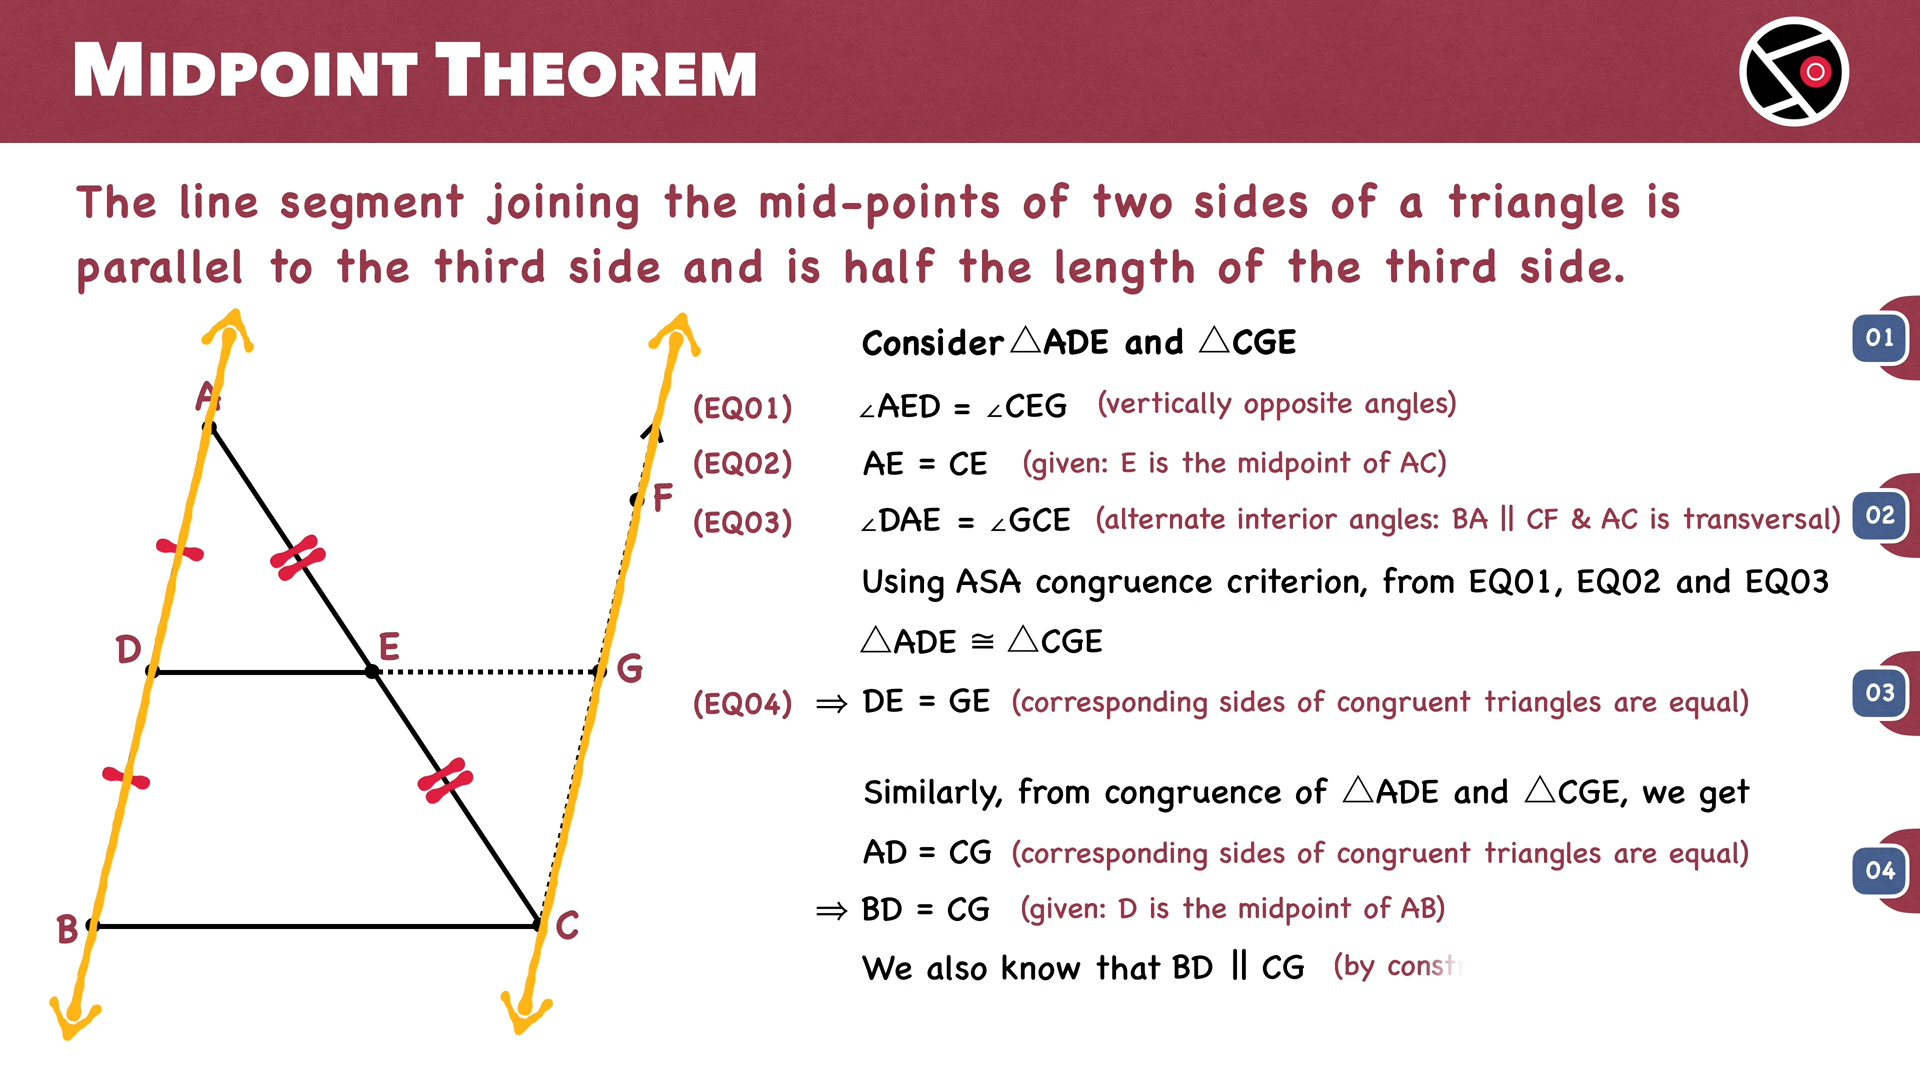 MIDPOINT THEOREM
The line segment joining the mid-points of two sides of a triangle is
parallel to the third side and is half the length of the third side.
Consider △ADE and △CGE
01
(EQ01) ∠AED = ∠CEG (vertically opposite angles)
(EQ02) AE = CE (given: E is the midpoint of AC)
(EQ03) ∠DAE = ∠GCE (alternate interior angles: BA || CF & AC is transversal)
02
Using ASA congruence criterion, from EQ01, EQ02 and EQ03
△ADE ≅ △CGE
(EQ04) ⇒ DE = GE (corresponding sides of congruent triangles are equal)
03
Similarly, from congruence of △ADE and △CGE, we get
AD = CG (corresponding sides of congruent triangles are equal)
04
⇒ BD = CG (given: D is the midpoint of AB)
We also know that BD || CG (by const
A
F
D
E
G
B
C